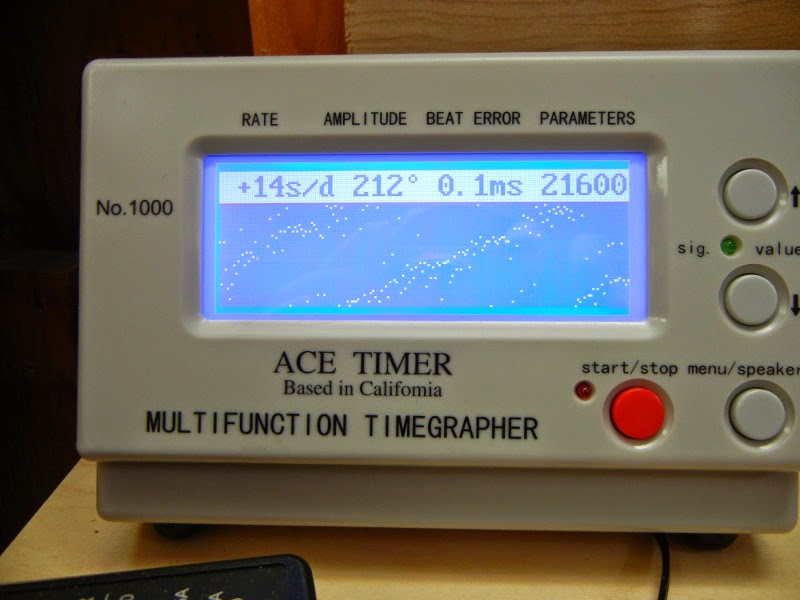 RATE AMPLITUDE BEAT ERROR PARAMETERS
+14s/d 212° 0.1ms 21600
No.1000
sig. value
ACE TIMER
Based in Califomia
start/stop menu/speaker
MULTIFUNCTION TIMEGRAPHER